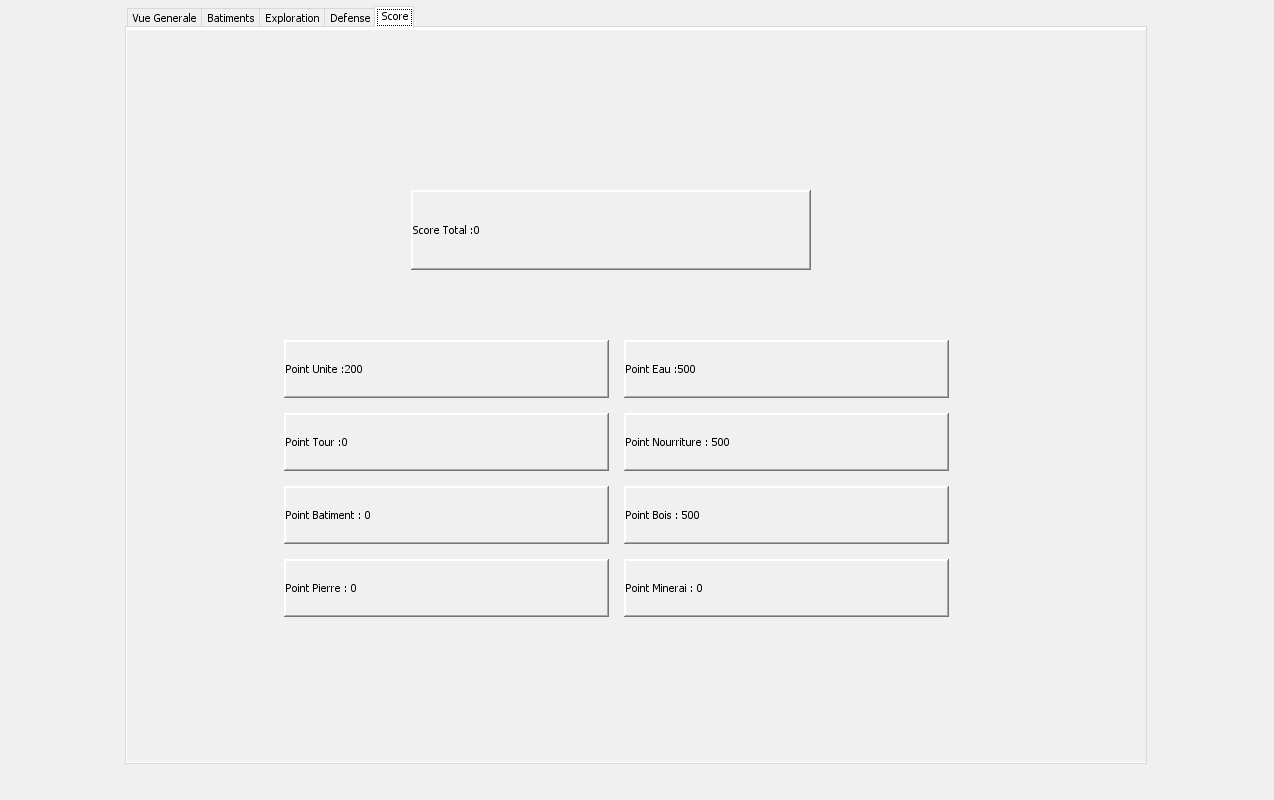 Vue Generale Batiments Exploration Defense Score
Score Total :0
Point Unite :200 Point Eau :500
Point Tour :0 Point Nourriture : 500
Point Batiment : 0 Point Bois : 500
Point Pierre : 0 Point Minerai : 0